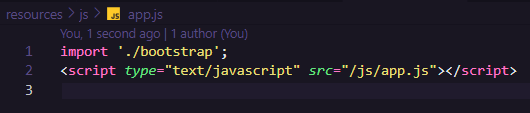 resources > js > JS app.js
You, 1 second ago | 1 author (You)
1 import './bootstrap';
2 <script type="text/javascript" src="/js/app.js"></script>
3